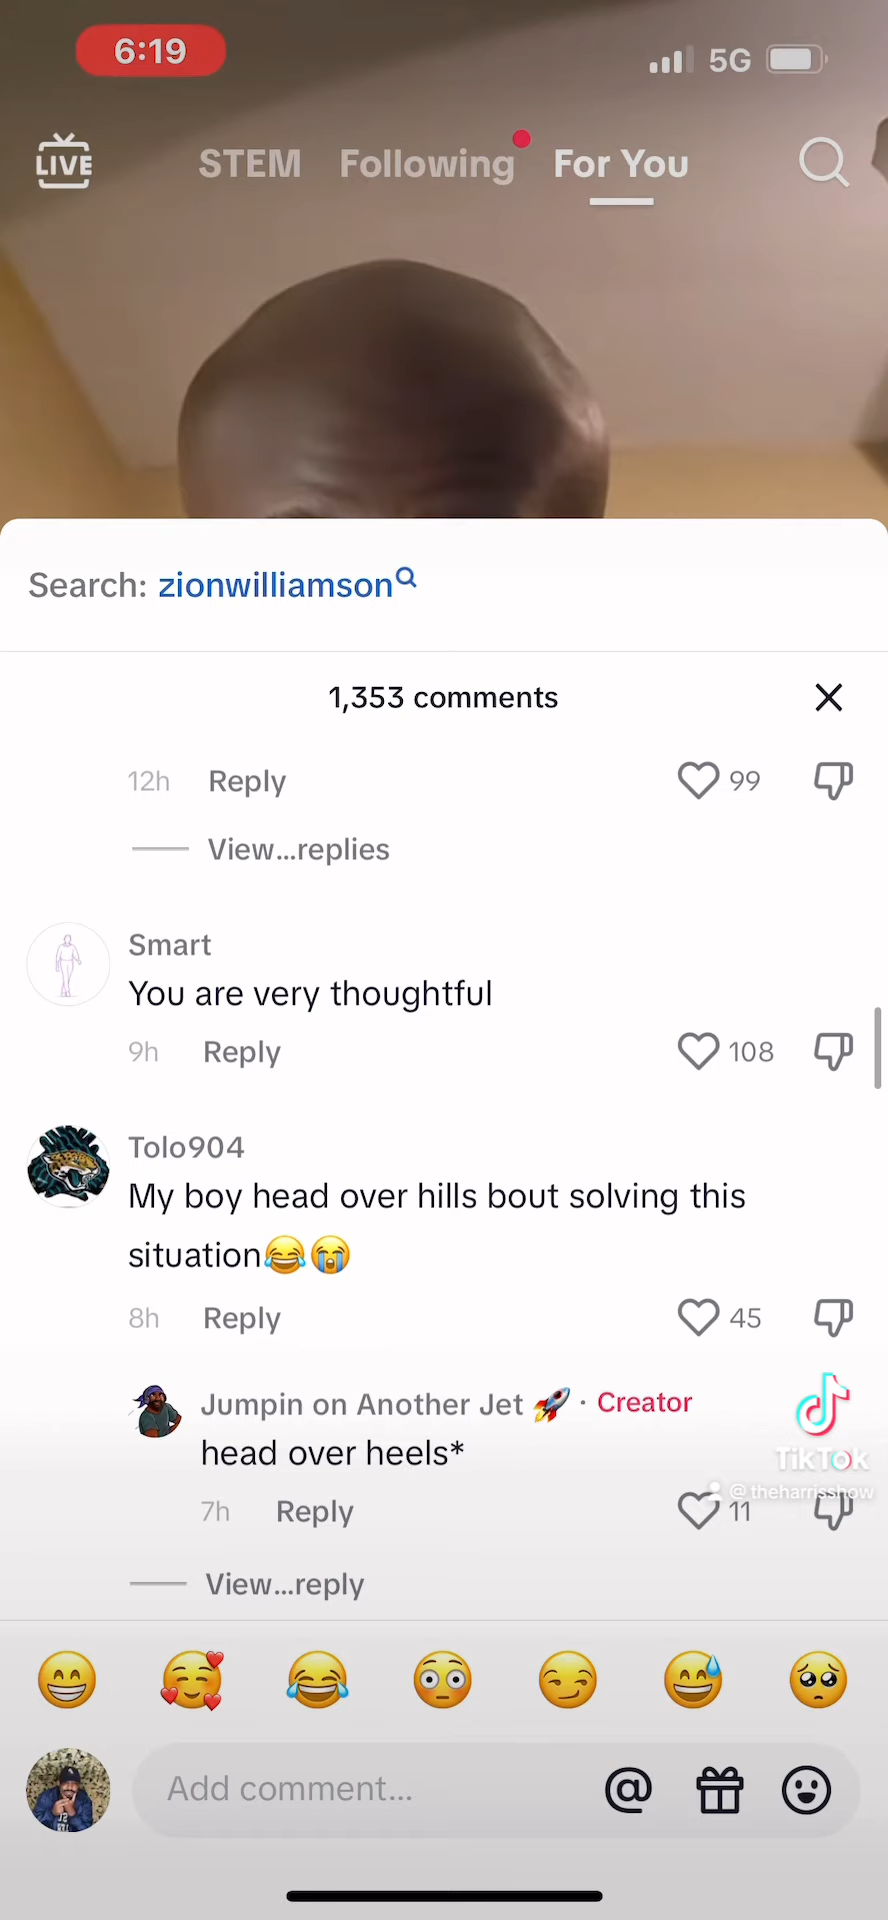 6:19
5G
LIVE
STEM Following For You
Search: zionwilliamson
1,353 comments
12h Reply 99
View...replies
Smart
You are very thoughtful
9h Reply 108
Tolo904
My boy head over hills bout solving this
situation😂😭
8h Reply 45
Jumpin on Another Jet 🚀 · Creator
head over heels*
TikTok
@theharrisshow
7h Reply 11
View...reply
Add comment...